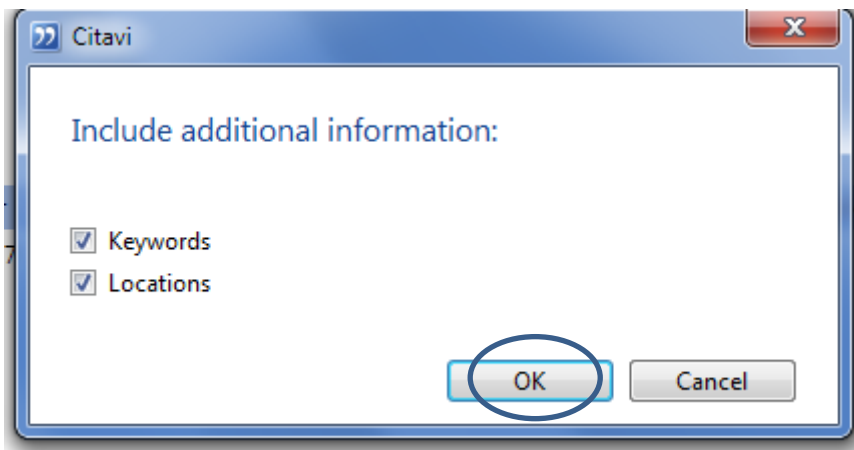 Citavi
Include additional information:
Keywords
Locations
OK Cancel